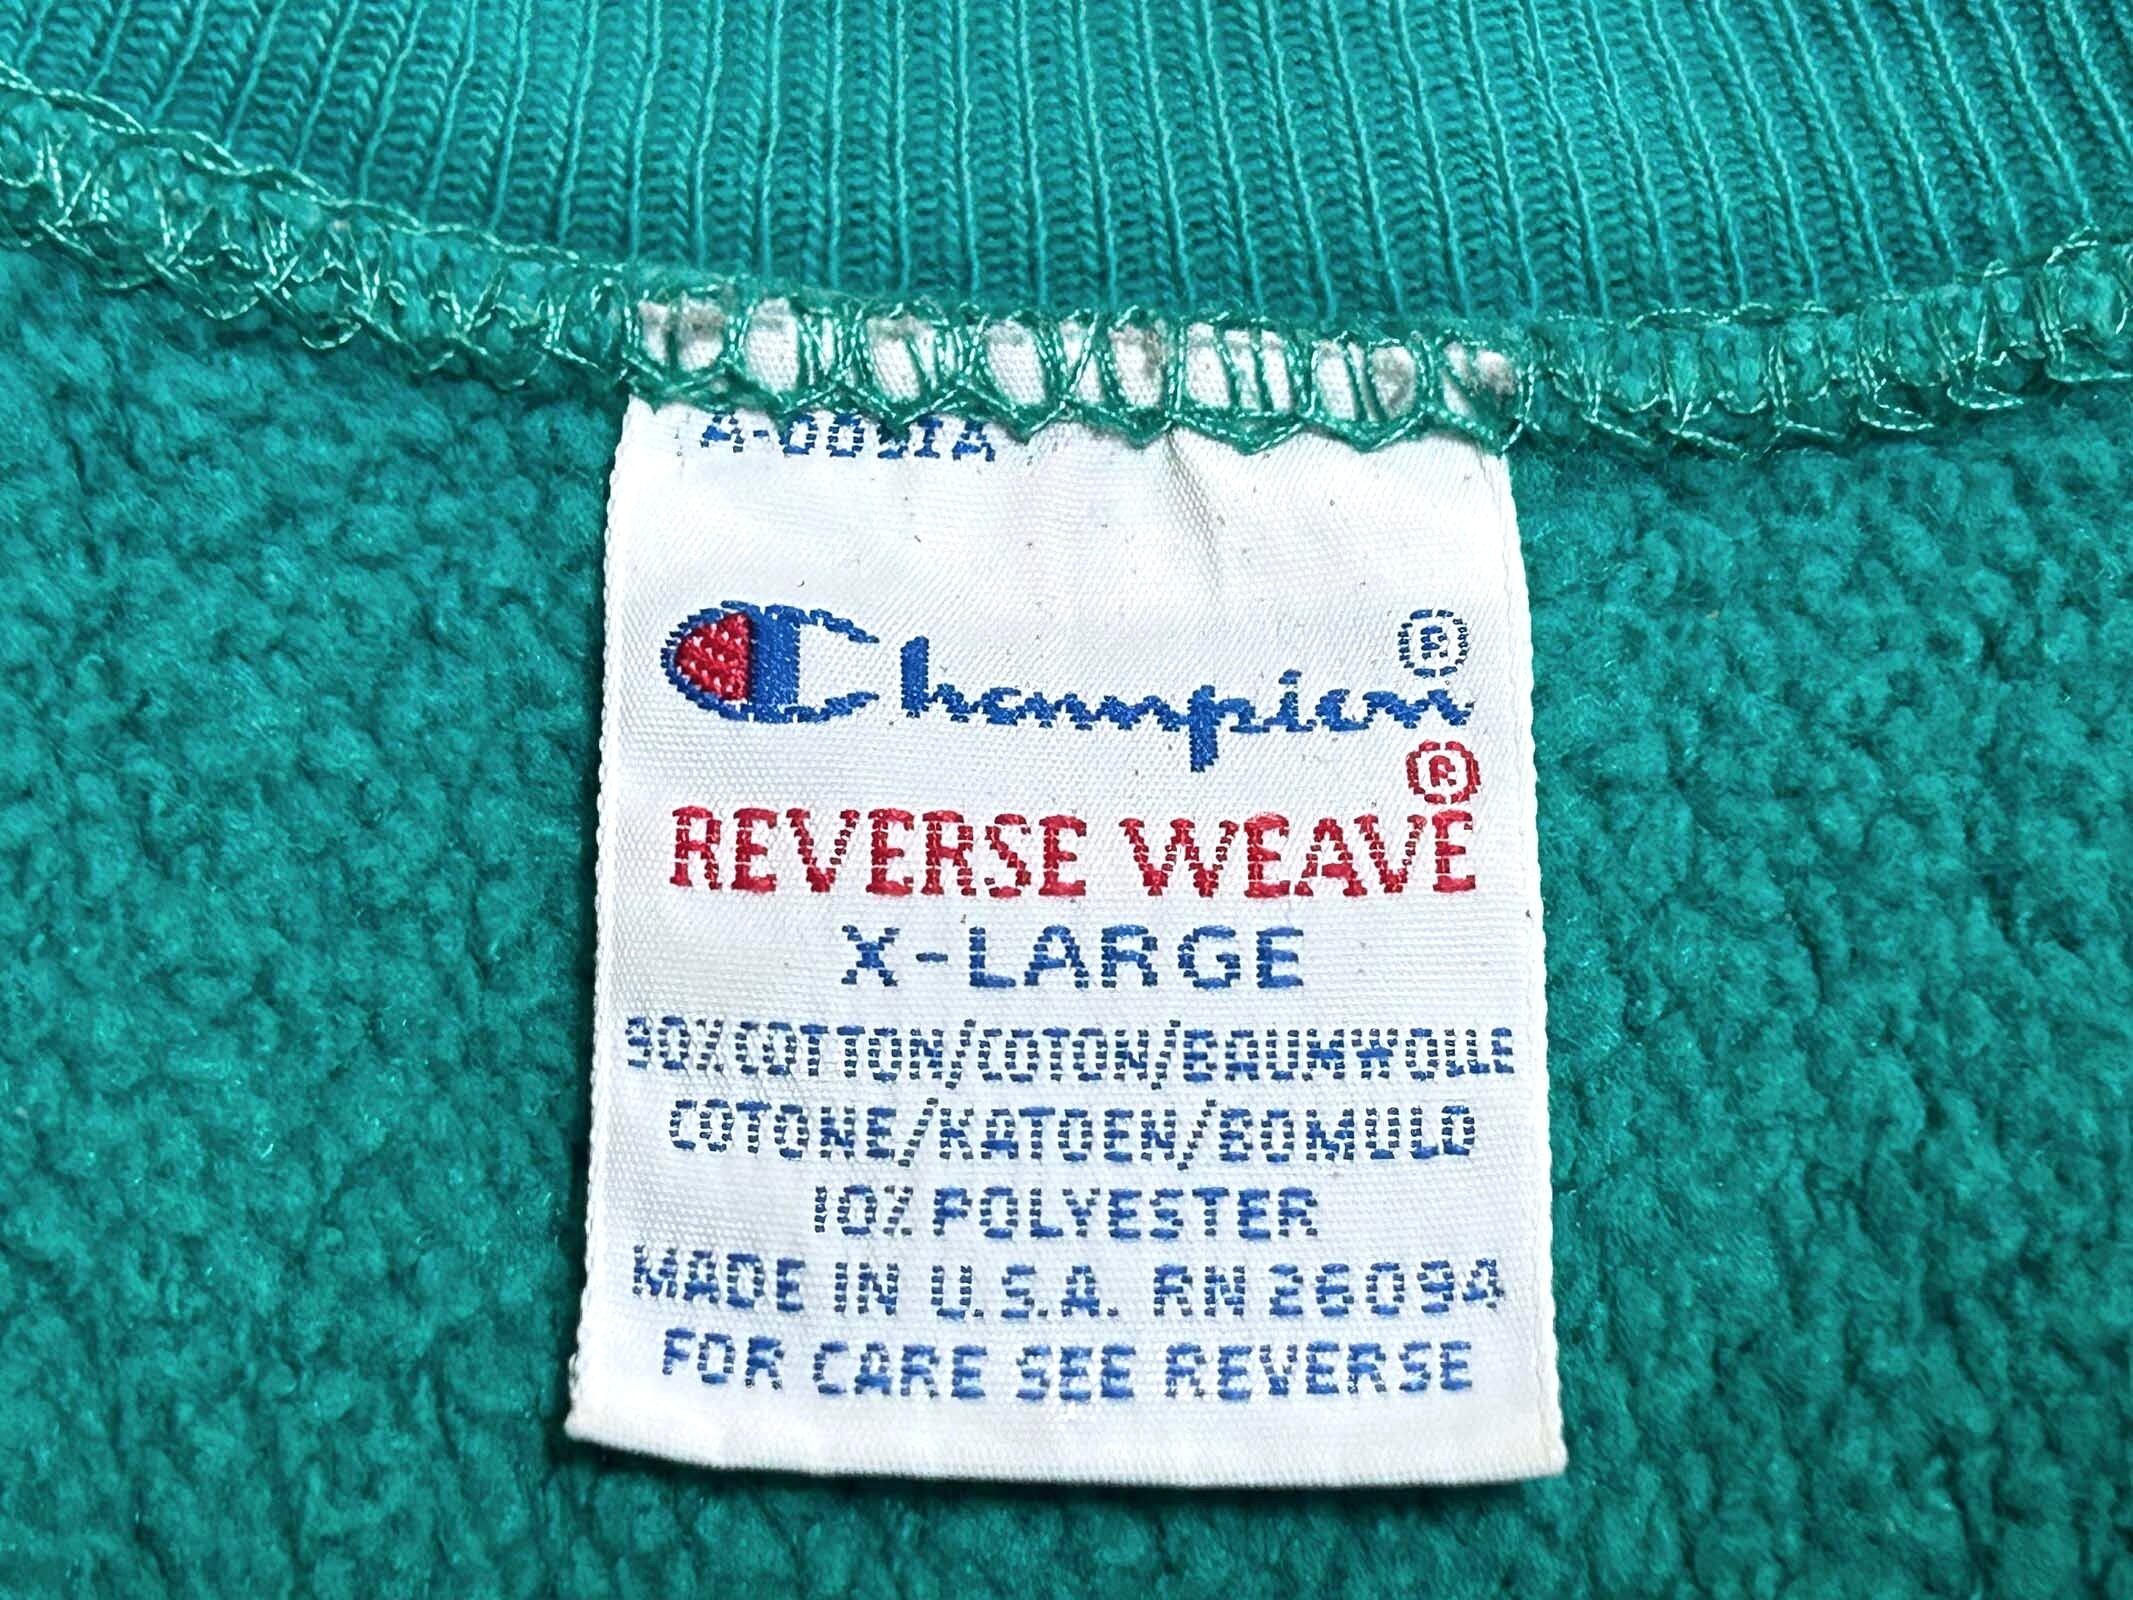 Champion®
REVERSE WEAVE®
X-LARGE
90% COTTON/COTON/BAUMWOLLE
COTONE/KATOEN/BOMULD
10% POLYESTER
MADE IN U.S.A. RN 26094
FOR CARE SEE REVERSE